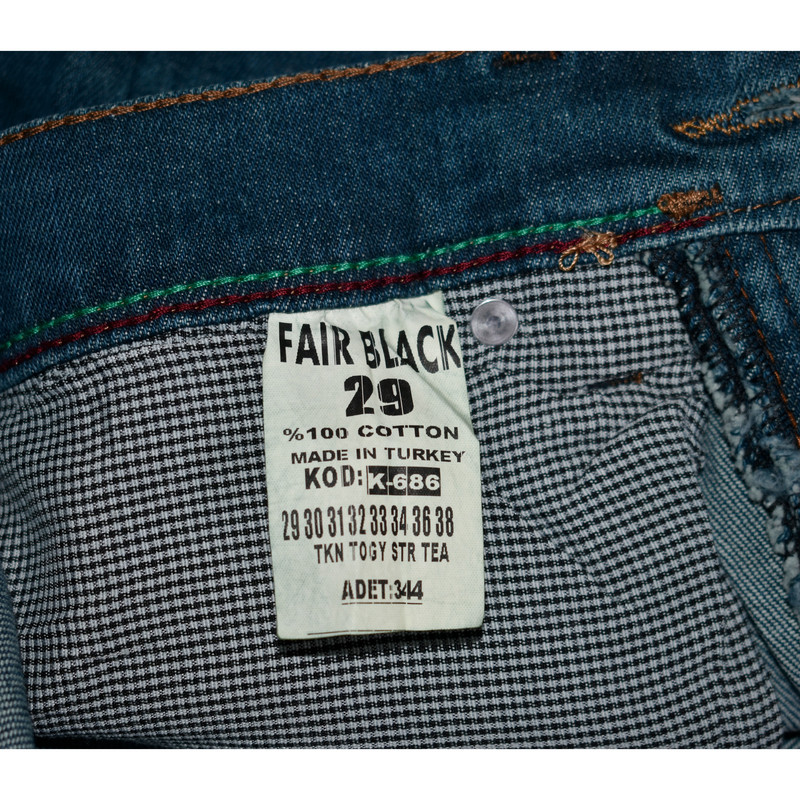 FAIR BLACK
29
%100 COTTON
MADE IN TURKEY
KOD: K-686
29 30 31 32 33 34 36 38
TKN TOGY STR TEA
ADET:344